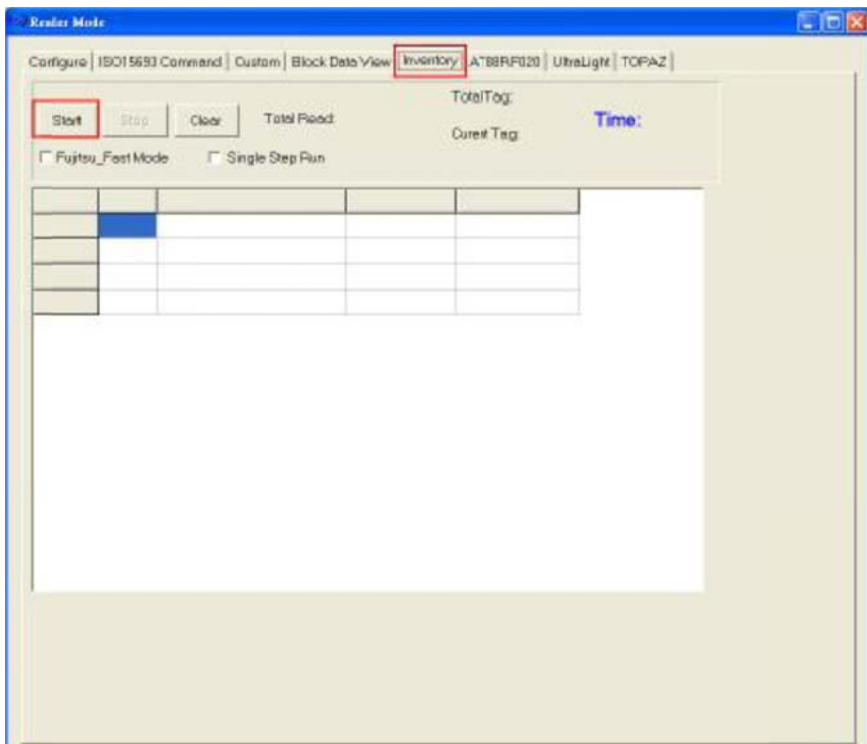 Reader Mode
Configure ISO15693 Command Custom Block Data View Inventory AT88RF020 UltraLight TOPAZ
TotalTag:
Start Stop Clear Total Read: Time:
Curent Tag:
Fujitsu_Fast Mode Single Step Run